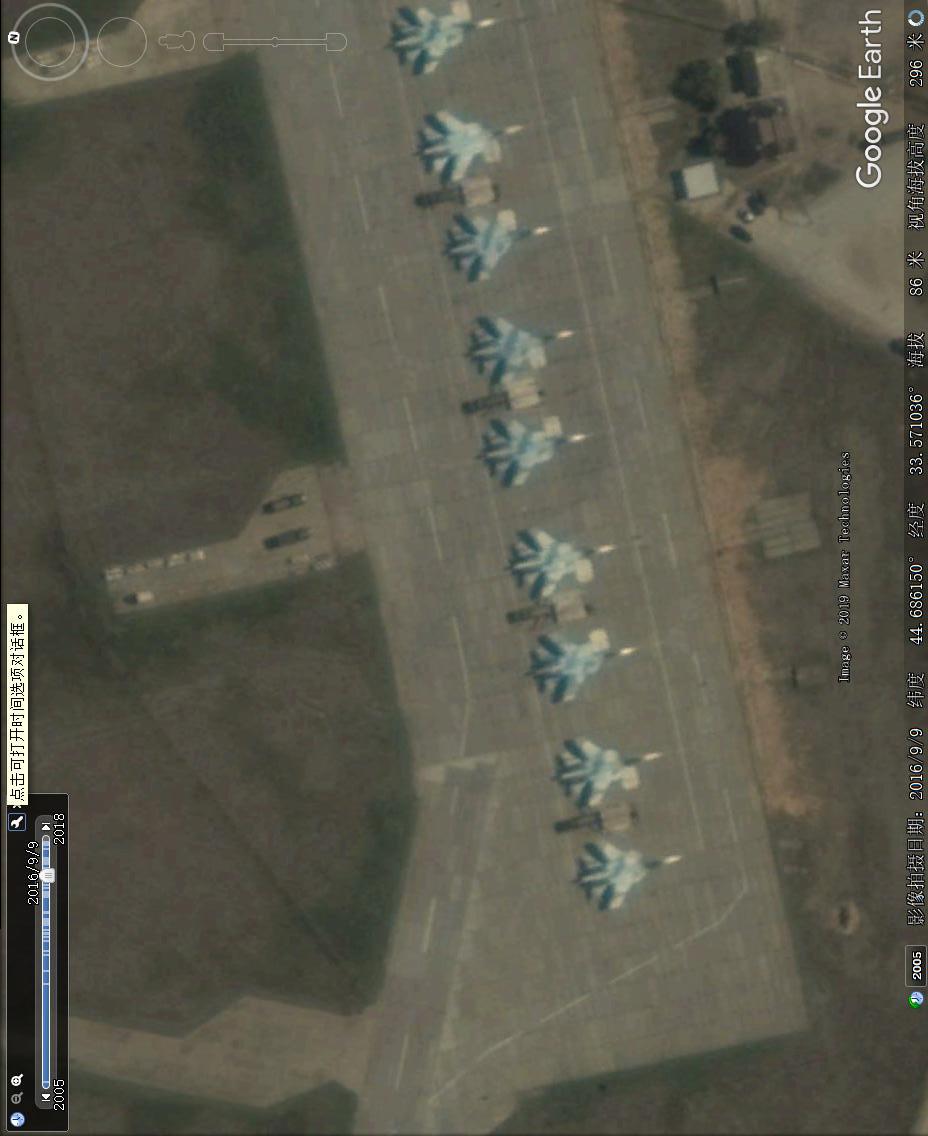 2016/9/9
2005
2018
点击可打开时间选项对话框。
Google Earth
Image © 2019 Maxar Technologies
2005
影像拍摄日期: 2016/9/9 纬度 44.686150° 经度 33.571036° 海拔 86 米 视角海拔高度 296 米
N